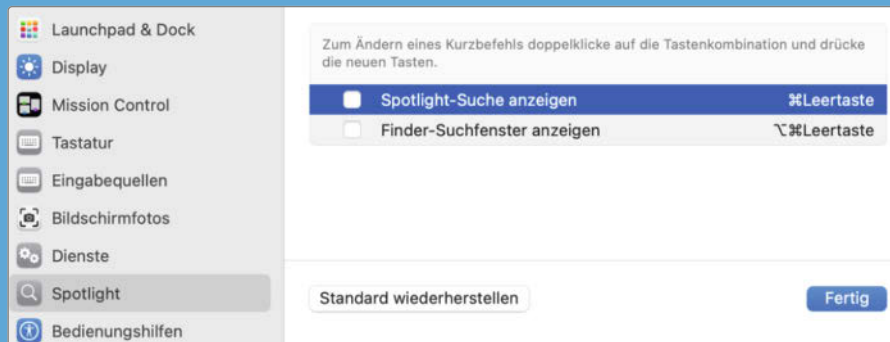 Launchpad & Dock
Display
Mission Control
Tastatur
Eingabequellen
Bildschirmfotos
Dienste
Spotlight
Bedienungshilfen
Zum Ändern eines Kurzbefehls doppelklicke auf die Tastenkombination und drücke
die neuen Tasten.
Spotlight-Suche anzeigen ⌘Leertaste
Finder-Suchfenster anzeigen ⌥⌘Leertaste
Standard wiederherstellen Fertig